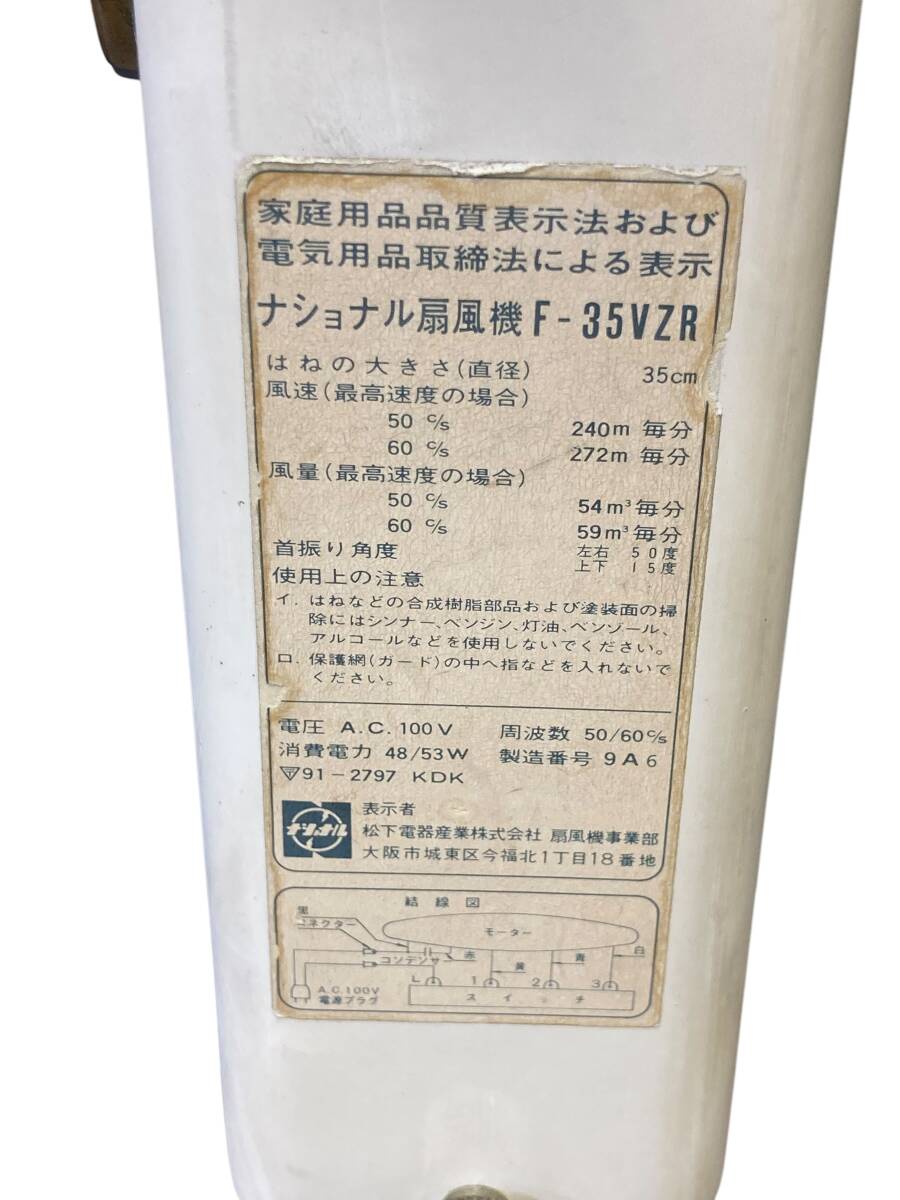 家庭用品品質表示法および
電気用品取締法による表示
ナショナル扇風機 F-35VZR
はねの大きさ(直径) 35cm
風速(最高速度の場合)
50 c/s 240m 毎分
60 c/s 272m 毎分
風量(最高速度の場合)
50 c/s 54m³毎分
60 c/s 59m³毎分
首振り角度 左右 50度
上下 15度
使用上の注意
イ. はねなどの合成樹脂部品および塗装面の掃
除にはシンナー、ベンジン、灯油、ベンゾール、
アルコールなどを使用しないでください。
ロ. 保護網(ガード)の中へ指などを入れないで
ください。
電圧 A.C. 100V 周波数 50/60c/s
消費電力 48/53W 製造番号 9A6
▽91-2797 KDK
ナショナル
表示者
松下電器産業株式会社 扇風機事業部
大阪市城東区今福北1丁目18番地
結線図
黒
コネクター
モーター
コンデンサ
赤
黄
青
白
L 1 2 3
スイッチ
A.C.100V
電源プラグ